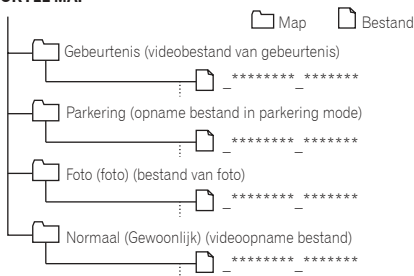 Map Bestand
Gebeurtenis (videobestand van gebeurtenis)
_********_*******
Parkering (opname bestand in parkering mode)
_********_*******
Foto (foto) (bestand van foto)
_********_*******
Normaal (Gewoonlijk) (videoopname bestand)
_********_*******